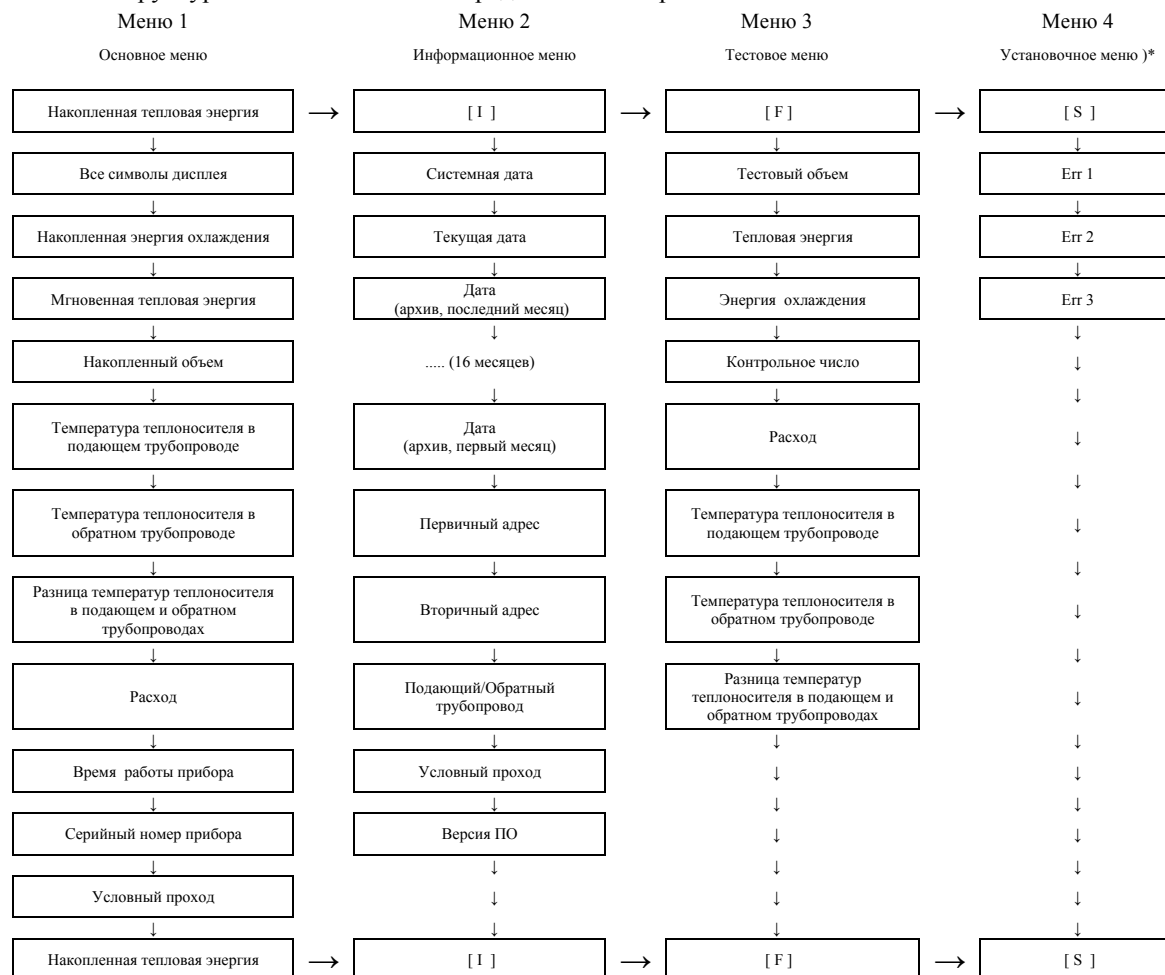 Меню 1
Меню 2
Меню 3
Меню 4
Основное меню
Информационное меню
Тестовое меню
Установочное меню )*
Накопленная тепловая энергия
→
[ I ]
→
[ F ]
→
[ S ]
↓
↓
↓
↓
Все символы дисплея
Системная дата
Тестовый объем
Err 1
↓
↓
↓
↓
Накопленная энергия охлаждения
Текущая дата
Тепловая энергия
Err 2
↓
↓
↓
↓
Мгновенная тепловая энергия
Дата
(архив, последний месяц)
Энергия охлаждения
Err 3
↓
↓
↓
↓
Накопленный объем
..... (16 месяцев)
Контрольное число
↓
↓
↓
↓
↓
Температура теплоносителя в
подающем трубопроводе
Дата
(архив, первый месяц)
Расход
↓
↓
↓
↓
↓
Температура теплоносителя в
обратном трубопроводе
Первичный адрес
Температура теплоносителя в
подающем трубопроводе
↓
↓
↓
↓
↓
Разница температур теплоносителя
в подающем и обратном
трубопроводах
Вторичный адрес
Температура теплоносителя в
обратном трубопроводе
↓
↓
↓
↓
↓
Расход
Подающий/Обратный
трубопровод
Разница температур
теплоносителя в подающем и
обратном трубопроводах
↓
↓
↓
↓
↓
Время работы прибора
Условный проход
↓
↓
↓
↓
↓
↓
Серийный номер прибора
Версия ПО
↓
↓
↓
↓
↓
↓
Условный проход
↓
↓
↓
↓
↓
↓
↓
Накопленная тепловая энергия
→
[ I ]
→
[ F ]
→
[ S ]